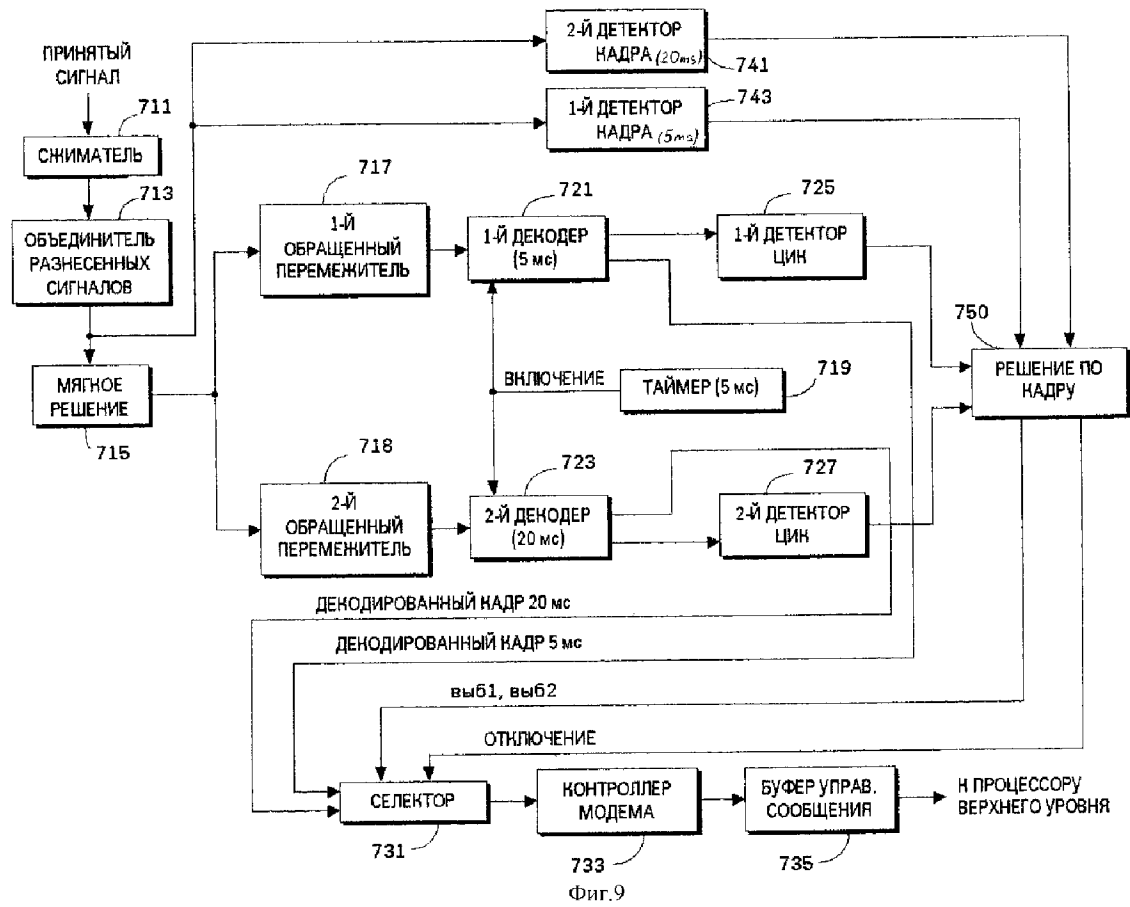 2-Й ДЕТЕКТОР
КАДРА (20ms)
741
ПРИНЯТЫЙ
СИГНАЛ
711
743
1-Й ДЕТЕКТОР
КАДРА (5ms)
СЖИМАТЕЛЬ
713
717
721
725
ОБЪЕДИНИТЕЛЬ
РАЗНЕСЕННЫХ
СИГНАЛОВ
1-Й
ОБРАЩЕННЫЙ
ПЕРЕМЕЖИТЕЛЬ
1-Й ДЕКОДЕР
(5 мс)
1-Й ДЕТЕКТОР
ЦИК
750
МЯГКОЕ
РЕШЕНИЕ
715
ВКЛЮЧЕНИЕ
ТАЙМЕР (5 мс)
719
РЕШЕНИЕ ПО
КАДРУ
718
723
727
2-Й
ОБРАЩЕННЫЙ
ПЕРЕМЕЖИТЕЛЬ
2-Й ДЕКОДЕР
(20 мс)
2-Й ДЕТЕКТОР
ЦИК
ДЕКОДИРОВАННЫЙ КАДР 20 мс
ДЕКОДИРОВАННЫЙ КАДР 5 мс
выб1, выб2
ОТКЛЮЧЕНИЕ
СЕЛЕКТОР
731
КОНТРОЛЛЕР
МОДЕМА
733
БУФЕР УПРАВ.
СООБЩЕНИЯ
735
К ПРОЦЕССОРУ
ВЕРХНЕГО УРОВНЯ
Фиг.9